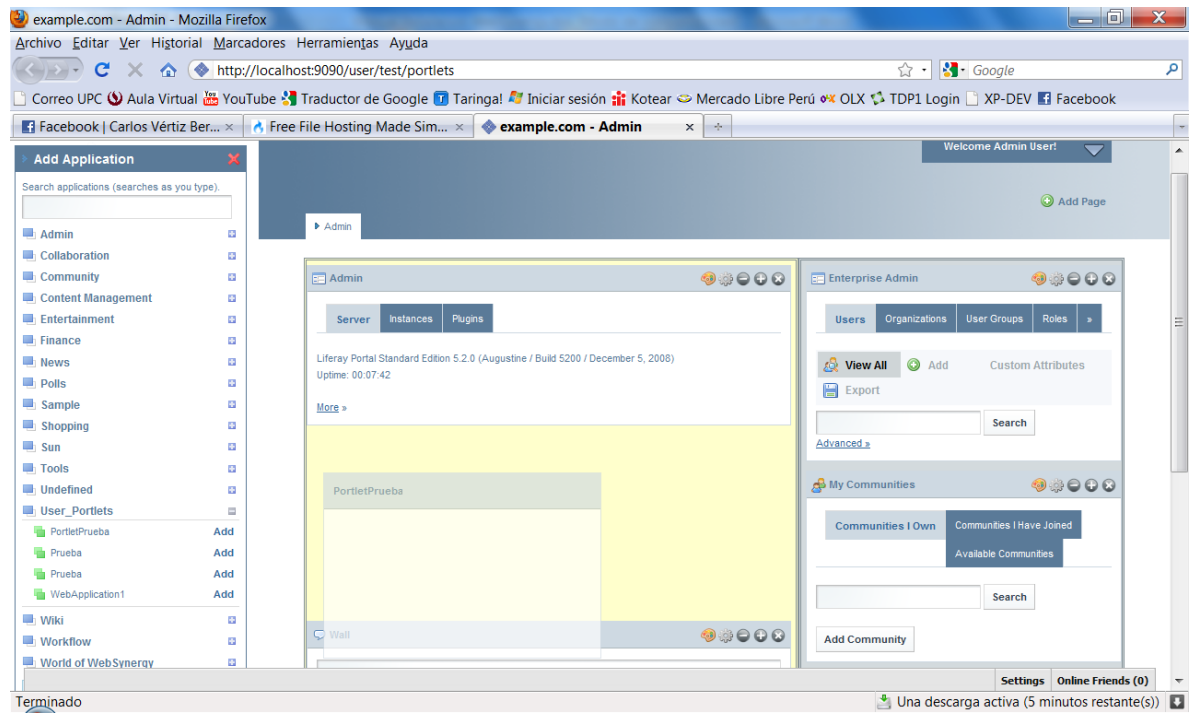 example.com - Admin - Mozilla Firefox
Archivo Editar Ver Historial Marcadores Herramientas Ayuda
http://localhost:9090/user/test/portlets
Google
Correo UPC Aula Virtual YouTube Traductor de Google Taringa! Iniciar sesión Kotear Mercado Libre Perú OLX TDP1 Login XP-DEV Facebook
Facebook | Carlos Vértiz Ber... Free File Hosting Made Sim... example.com - Admin
Add Application
Search applications (searches as you type).
Admin
Collaboration
Community
Content Management
Entertainment
Finance
News
Polls
Sample
Shopping
Sun
Tools
Undefined
User_Portlets
PortletPrueba Add
Prueba Add
Prueba Add
WebApplication1 Add
Wiki
Workflow
World of WebSynergy
Welcome Admin User!
Add Page
Admin
Admin
Server Instances Plugins
Liferay Portal Standard Edition 5.2.0 (Augustine / Build 5200 / December 5, 2008)
Uptime: 00:07:42
More »
PortletPrueba
Wall
Enterprise Admin
Users Organizations User Groups Roles »
View All Add Custom Attributes
Export
Search
Advanced »
My Communities
Communities I Own Communities I Have Joined
Available Communities
Search
Add Community
Settings Online Friends (0)
Terminado
Una descarga activa (5 minutos restante(s))